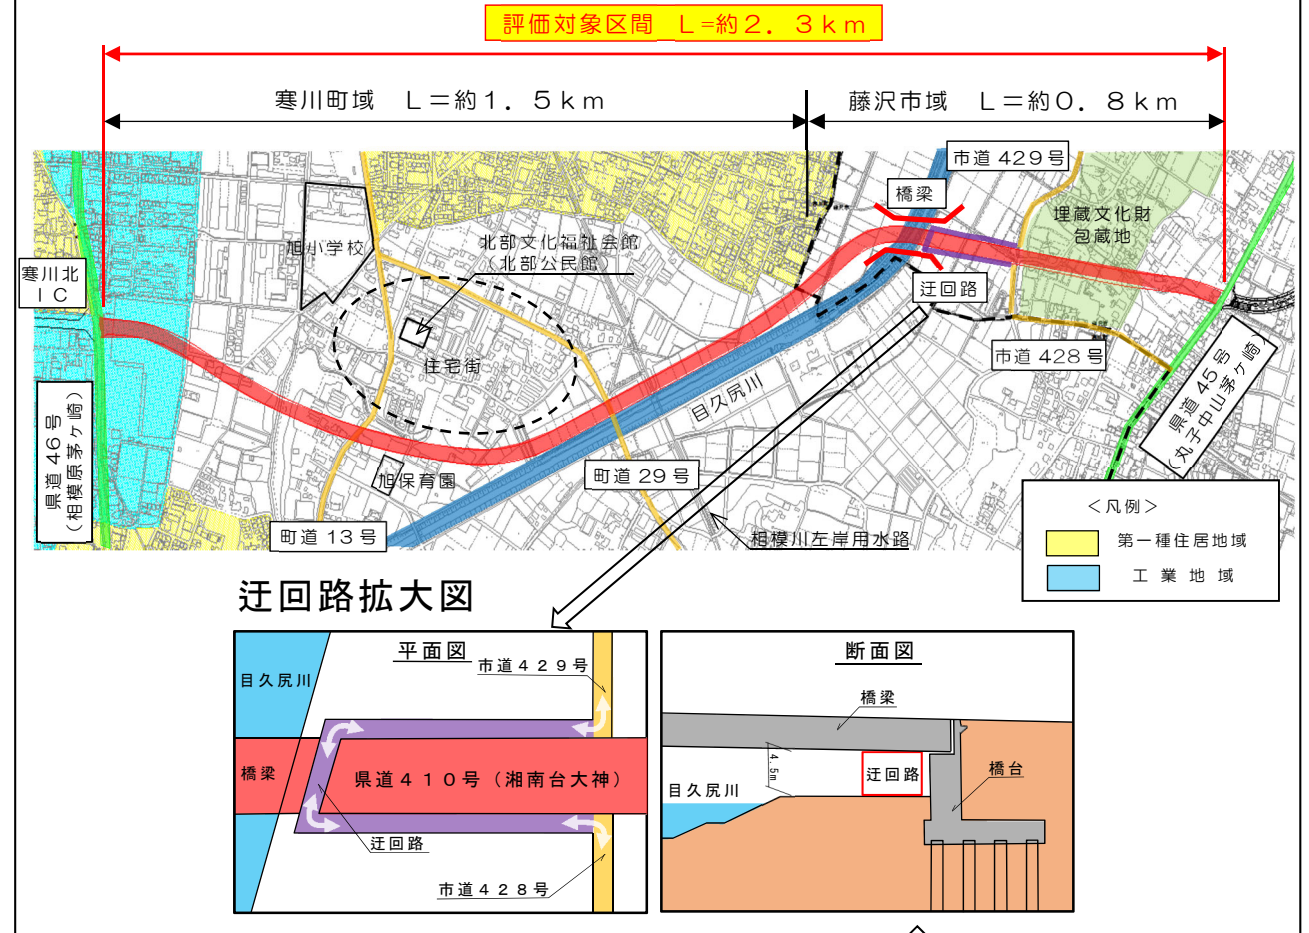 評価対象区間　L=約2．3km
寒川町域　L=約1．5km
藤沢市域　L=約0．8km
市道429号
橋梁
埋蔵文化財
包蔵地
旭小学校
北部文化福祉会館
（北部公民館）
寒川北
IC
迂回路
住宅街
市道428号
目久尻川
県道46号
（相模原茅ヶ崎）
県道45号
（丸子中山茅ヶ崎）
旭保育園
町道29号
町道13号
相模川左岸用水路
＜凡例＞
第一種住居地域
工業地域
迂回路拡大図
平面図
市道429号
目久尻川
橋梁
県道410号（湘南台大神）
迂回路
市道428号
断面図
橋梁
4.5m
迂回路
橋台
目久尻川